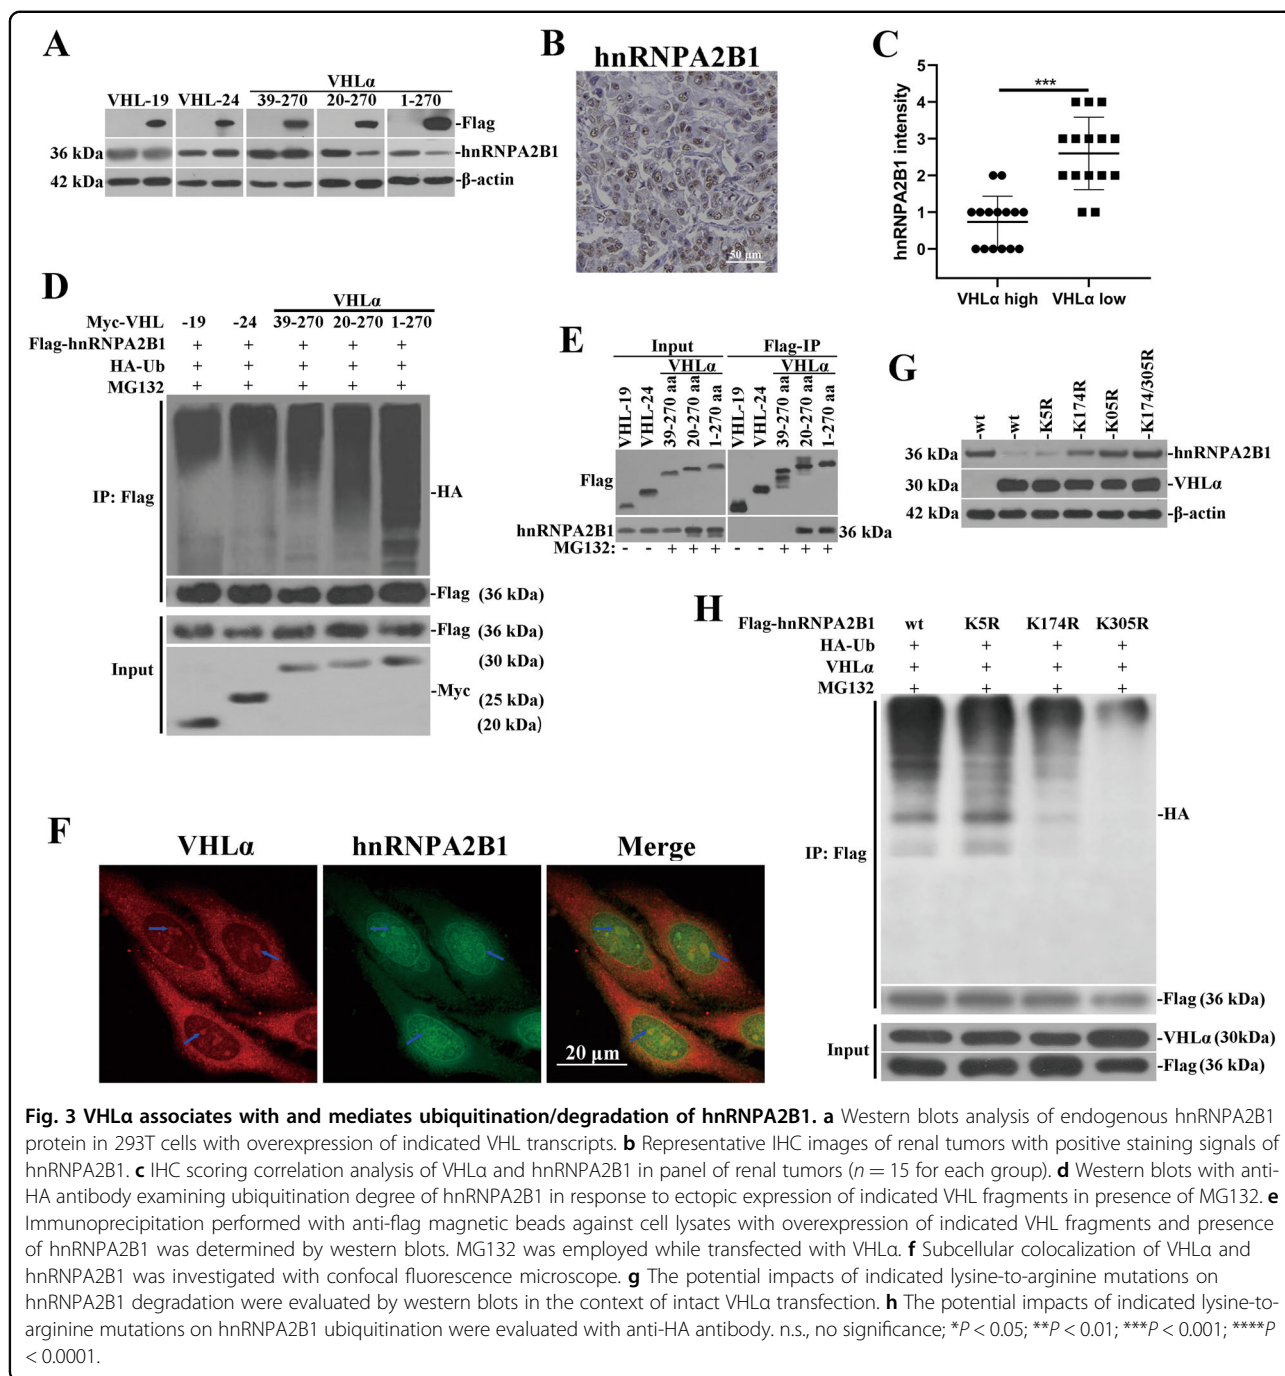 A
VHLα
VHL-19 VHL-24 39-270 20-270 1-270
-Flag
36 kDa -hnRNPA2B1
42 kDa -β-actin
B
hnRNPA2B1
50 μm
C
***
hnRNPA2B1 intensity
5
4
3
2
1
0
VHLα high VHLα low
D
VHLα
Myc-VHL -19 -24 39-270 20-270 1-270
Flag-hnRNPA2B1 + + + + +
HA-Ub + + + + +
MG132 + + + + +
IP: Flag
-HA
-Flag (36 kDa)
Input
-Flag (36 kDa)
(30 kDa)
-Myc
(25 kDa)
(20 kDa)
E
Input Flag-IP
VHLα VHLα
VHL-19 VHL-24 39-270 aa 20-270 aa 1-270 aa VHL-19 VHL-24 39-270 aa 20-270 aa 1-270 aa
Flag
hnRNPA2B1 36 kDa
MG132: - - + + + - - + + +
G
-wt -wt -K5R -K174R -K05R -K174/305R
36 kDa -hnRNPA2B1
30 kDa -VHLα
42 kDa -β-actin
H
Flag-hnRNPA2B1 wt K5R K174R K305R
HA-Ub + + + +
VHLα + + + +
MG132 + + + +
IP: Flag
-HA
-Flag (36 kDa)
Input
-VHLα (30kDa)
-Flag (36 kDa)
F
VHLα hnRNPA2B1 Merge
20 μm
Fig. 3 VHLα associates with and mediates ubiquitination/degradation of hnRNPA2B1. a Western blots analysis of endogenous hnRNPA2B1
protein in 293T cells with overexpression of indicated VHL transcripts. b Representative IHC images of renal tumors with positive staining signals of
hnRNPA2B1. c IHC scoring correlation analysis of VHLα and hnRNPA2B1 in panel of renal tumors (n = 15 for each group). d Western blots with anti-
HA antibody examining ubiquitination degree of hnRNPA2B1 in response to ectopic expression of indicated VHL fragments in presence of MG132. e
Immunoprecipitation performed with anti-flag magnetic beads against cell lysates with overexpression of indicated VHL fragments and presence
of hnRNPA2B1 was determined by western blots. MG132 was employed while transfected with VHLα. f Subcellular colocalization of VHLα and
hnRNPA2B1 was investigated with confocal fluorescence microscope. g The potential impacts of indicated lysine-to-arginine mutations on
hnRNPA2B1 degradation were evaluated by western blots in the context of intact VHLα transfection. h The potential impacts of indicated lysine-to-
arginine mutations on hnRNPA2B1 ubiquitination were evaluated with anti-HA antibody. n.s., no significance; *P < 0.05; **P < 0.01; ***P < 0.001; ****P
< 0.0001.